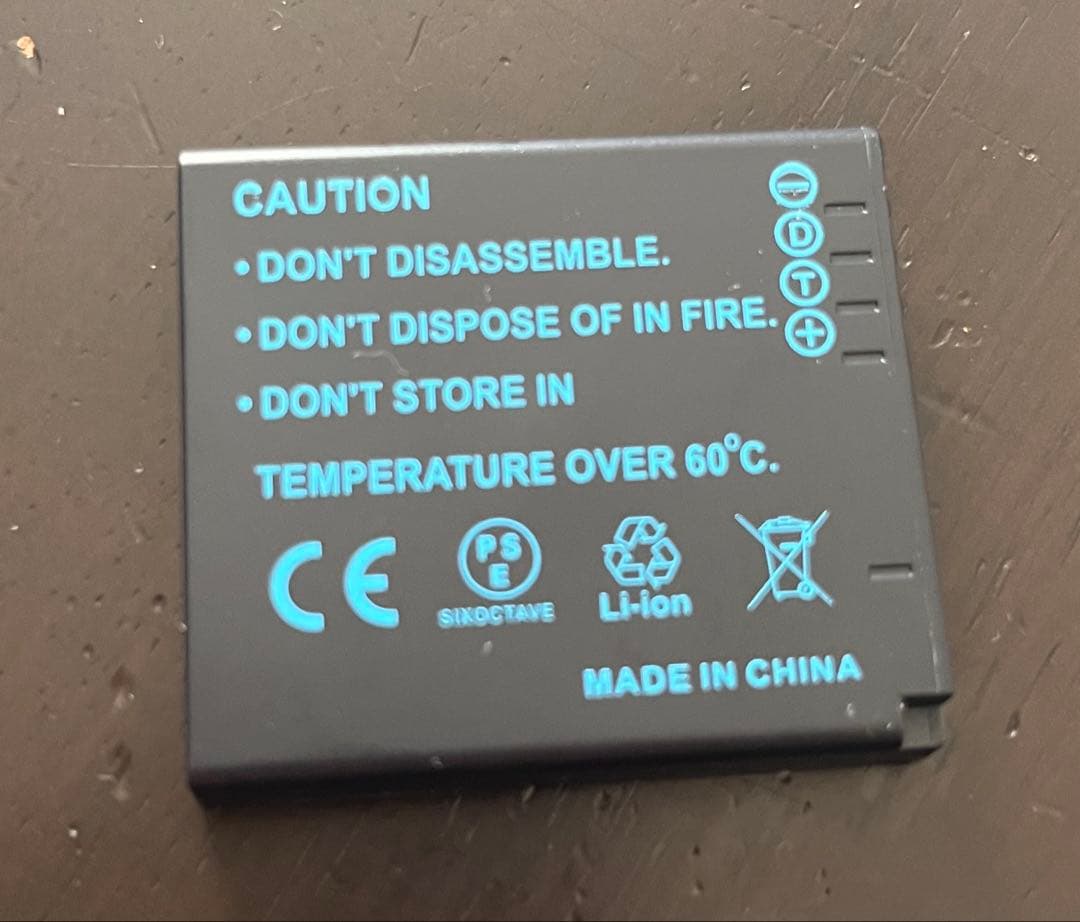 CAUTION
• DON'T DISASSEMBLE.
• DON'T DISPOSE OF IN FIRE.
• DON'T STORE IN
TEMPERATURE OVER 60°C.
− D T +
CE
PS
E
SIXOCTAVE
Li-ion
MADE IN CHINA